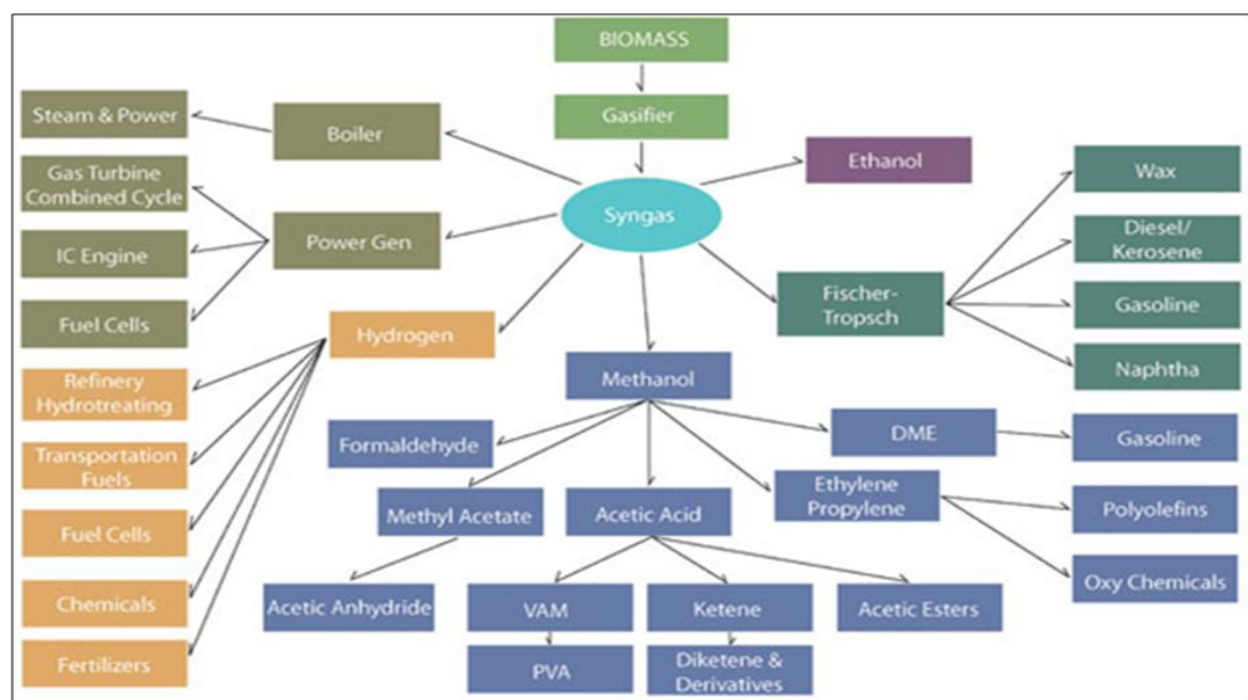 BIOMASS
Gasifier
Syngas
Steam & Power
Boiler
Gas Turbine
Combined Cycle
IC Engine
Power Gen
Fuel Cells
Ethanol
Wax
Diesel/
Kerosene
Fischer-
Tropsch
Gasoline
Naphtha
Hydrogen
Refinery
Hydrotreating
Transportation
Fuels
Fuel Cells
Chemicals
Fertilizers
Methanol
Formaldehyde
DME
Gasoline
Methyl Acetate
Acetic Acid
Ethylene
Propylene
Polyolefins
Oxy Chemicals
Acetic Anhydride
VAM
Ketene
Acetic Esters
PVA
Diketene &
Derivatives